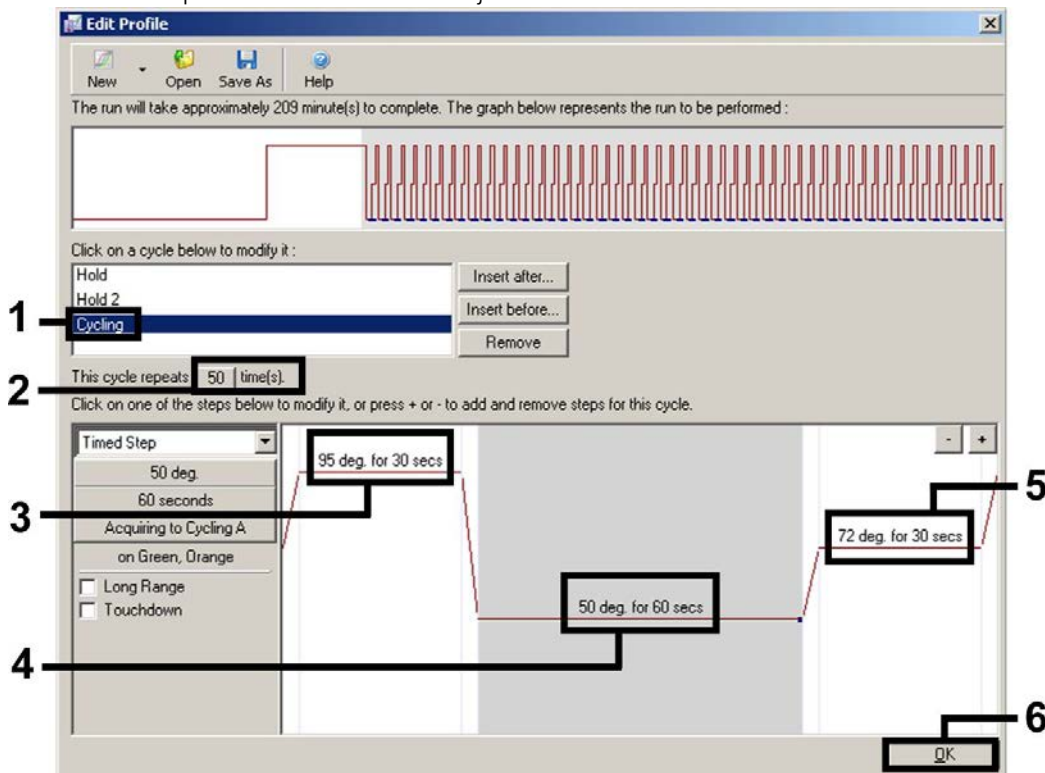 Edit Profile
New Open Save As Help
The run will take approximately 209 minute(s) to complete. The graph below represents the run to be performed :
Click on a cycle below to modify it :
Hold
Hold 2
Cycling
Insert after...
Insert before...
Remove
1
This cycle repeats 50 time(s).
2
Click on one of the steps below to modify it, or press + or - to add and remove steps for this cycle.
Timed Step
50 deg.
60 seconds
Acquiring to Cycling A
on Green, Orange
Long Range
Touchdown
95 deg. for 30 secs
3
50 deg. for 60 secs
4
- +
72 deg. for 30 secs
5
6
OK